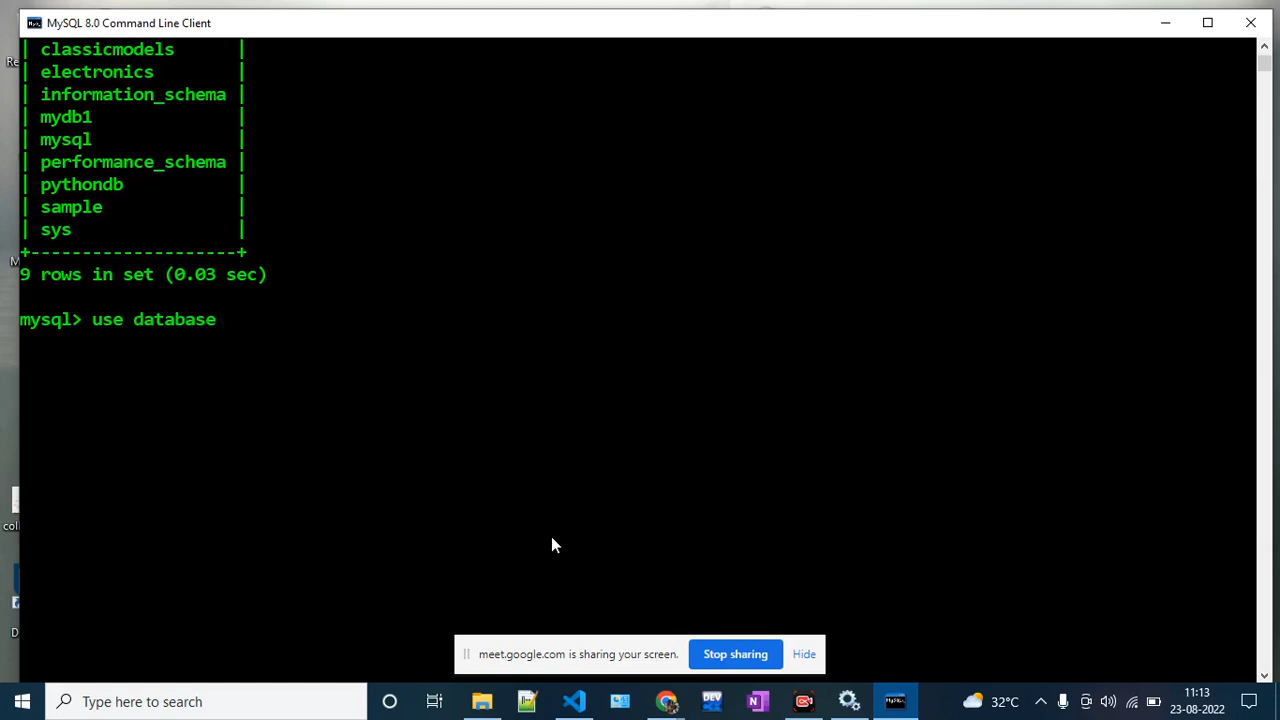 MySQL 8.0 Command Line Client
| classicmodels |
| electronics |
| information_schema |
| mydb1 |
| mysql |
| performance_schema |
| pythondb |
| sample |
| sys |
+--------------------+
9 rows in set (0.03 sec)
mysql> use database
meet.google.com is sharing your screen. Stop sharing Hide
Type here to search
32°C
11:13
23-08-2022